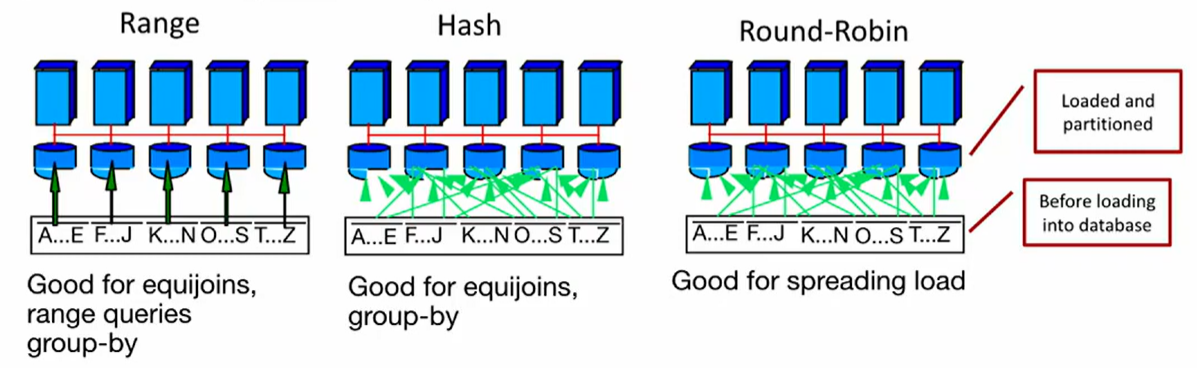 Range
Hash
Round-Robin
Loaded and
partitioned
Before loading
into database
A...E F...J K...N O...S T...Z
A...E F...J K...N O...S T...Z
A...E F...J K...N O...S T...Z
Good for equijoins,
range queries
group-by
Good for equijoins,
group-by
Good for spreading load